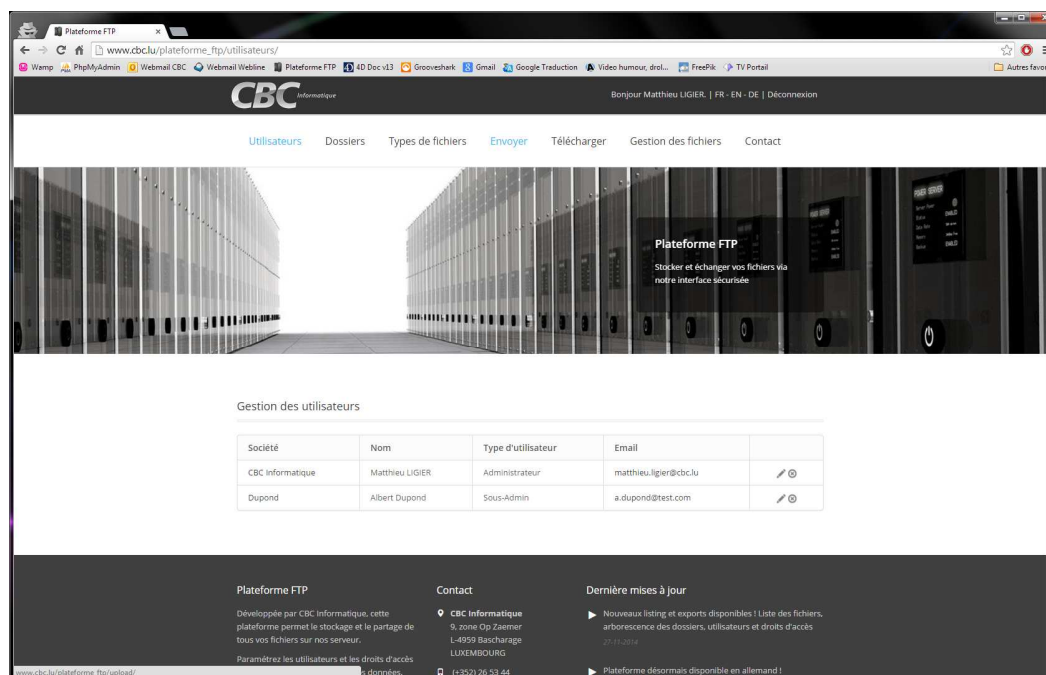 Plateforme FTP
www.cbc.lu/plateforme_ftp/utilisateurs/
Wamp PhpMyAdmin Webmail CBC Webmail Webline Plateforme FTP 4D Doc v13 Grooveshark Gmail Google Traduction Video humour, drol... FreePik TV Portail Autres favor
CBC Informatique
Bonjour Matthieu LIGIER. | FR - EN - DE | Déconnexion
Utilisateurs Dossiers Types de fichiers Envoyer Télécharger Gestion des fichiers Contact
POWER SERVER
Plateforme FTP
Stocker et échanger vos fichiers via
notre interface sécurisée
Gestion des utilisateurs
Société Nom Type d'utilisateur Email
CBC Informatique Matthieu LIGIER Administrateur matthieu.ligier@cbc.lu
Dupond Albert Dupond Sous-Admin a.dupond@test.com
Plateforme FTP
Développée par CBC Informatique, cette
plateforme permet le stockage et le partage de
tous vos fichiers sur nos serveur.
Paramétrez les utilisateurs et les droits d'accès
s données.
Contact
CBC Informatique
9, zone Op Zaemer
L-4959 Bascharage
LUXEMBOURG
(+352) 26 53 44
Dernière mises à jour
Nouveaux listing et exports disponibles ! Liste des fichiers,
arborescence des dossiers, utilisateurs et droits d'accès
27-11-2014
Plateforme désormais disponible en allemand !
www.cbc.lu/plateforme_ftp/upload/